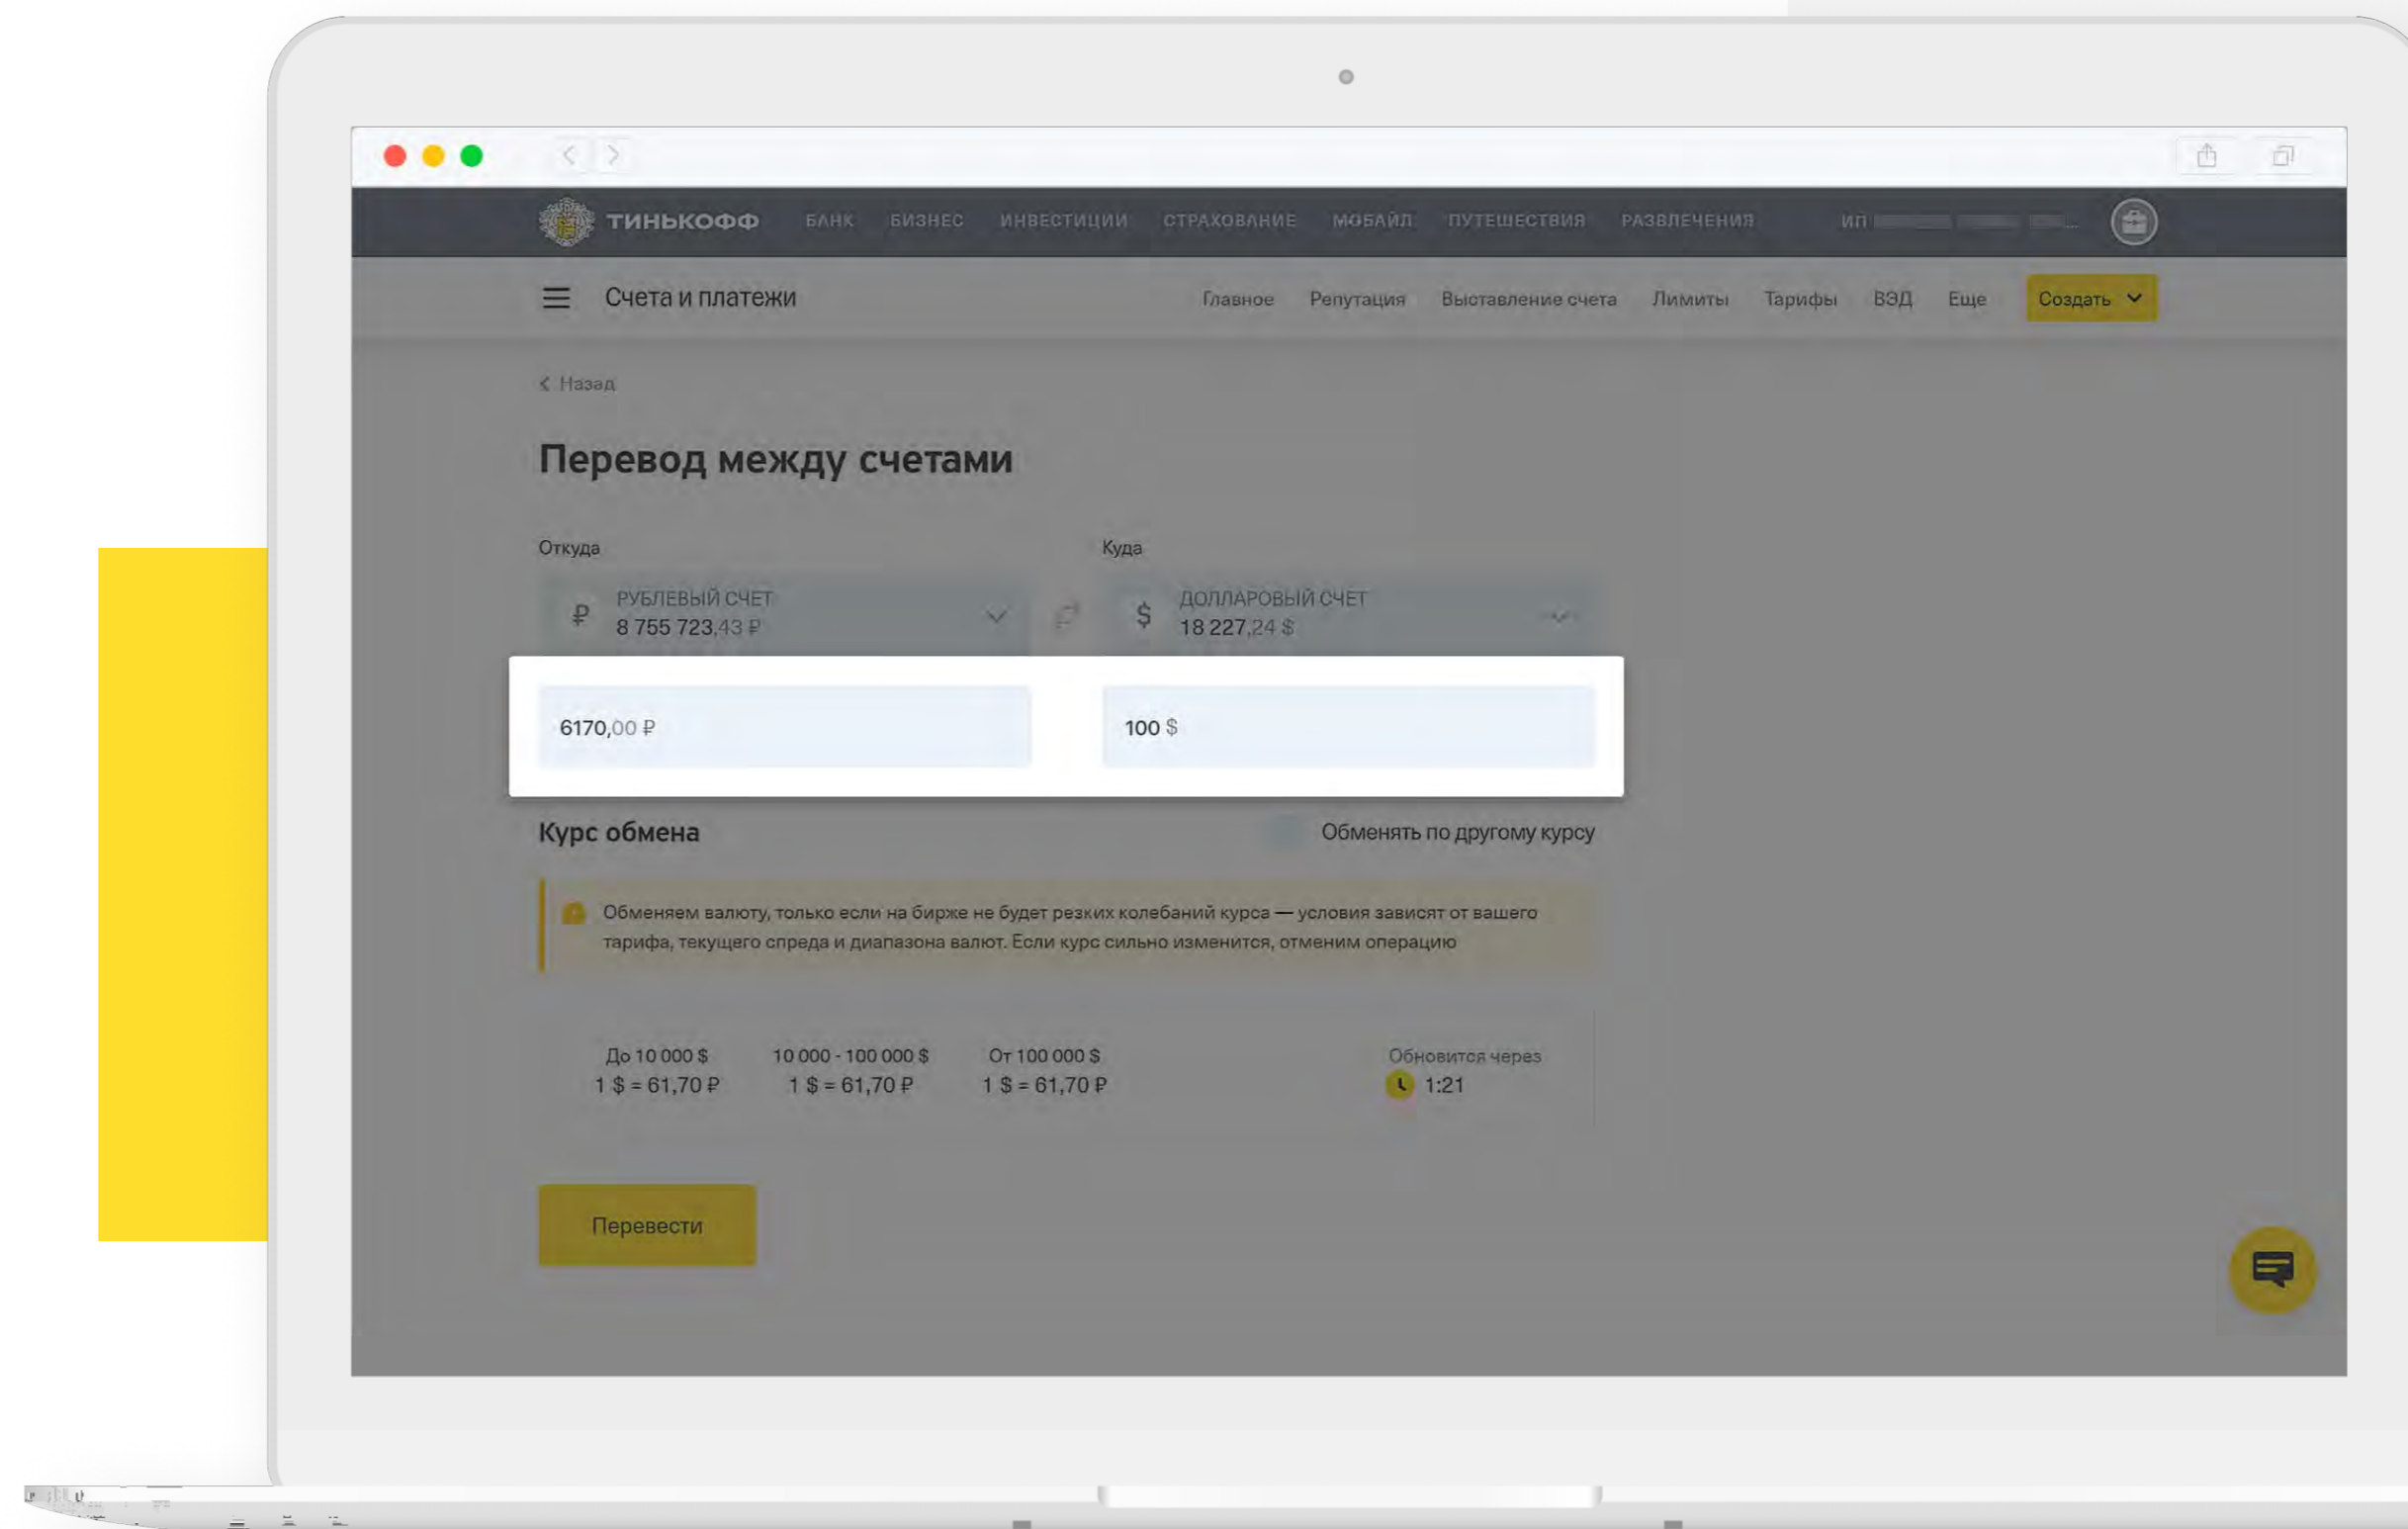 ТИНЬКОФФ БАНК БИЗНЕС ИНВЕСТИЦИИ СТРАХОВАНИЕ МОБАЙЛ ПУТЕШЕСТВИЯ РАЗВЛЕЧЕНИЯ ИП
Счета и платежи Главное Репутация Выставление счета Лимиты Тарифы ВЭД Еще Создать
Назад
Перевод между счетами
Откуда Куда
₽ РУБЛЕВЫЙ СЧЕТ $ ДОЛЛАРОВЫЙ СЧЕТ
8 755 723,43 ₽ 18 227,24 $
6170,00 ₽ 100 $
Курс обмена Обменять по другому курсу
Обменяем валюту, только если на бирже не будет резких колебаний курса — условия зависят от вашего
тарифа, текущего спреда и диапазона валют. Если курс сильно изменится, отменим операцию
До 10 000 $ 10 000 - 100 000 $ От 100 000 $ Обновится через
1 $ = 61,70 ₽ 1 $ = 61,70 ₽ 1 $ = 61,70 ₽ 1:21
Перевести